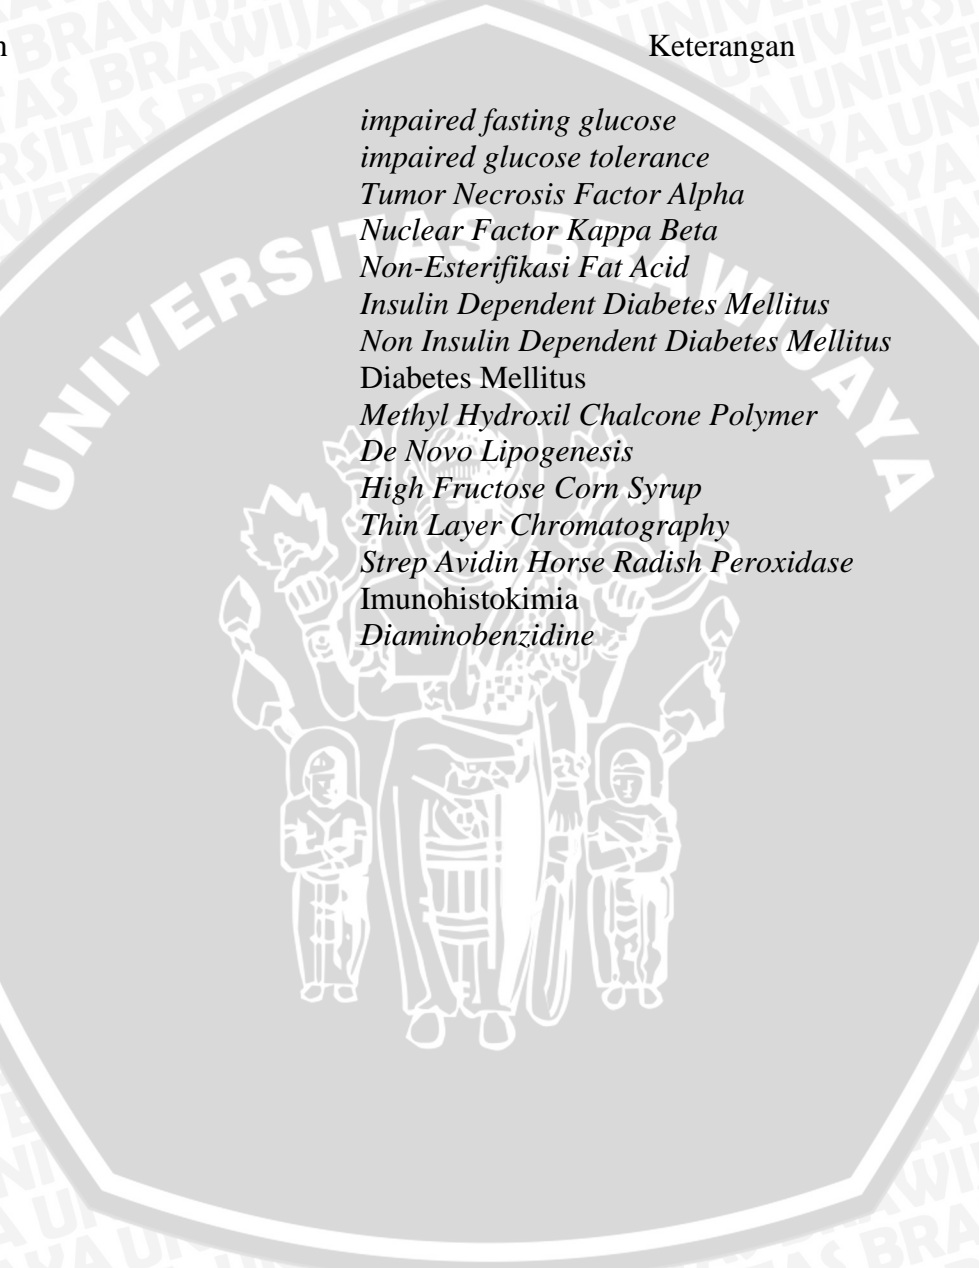 n Keterangan
impaired fasting glucose
impaired glucose tolerance
Tumor Necrosis Factor Alpha
Nuclear Factor Kappa Beta
Non-Esterifikasi Fat Acid
Insulin Dependent Diabetes Mellitus
Non Insulin Dependent Diabetes Mellitus
Diabetes Mellitus
Methyl Hydroxil Chalcone Polymer
De Novo Lipogenesis
High Fructose Corn Syrup
Thin Layer Chromatography
Strep Avidin Horse Radish Peroxidase
Imunohistokimia
Diaminobenzidine
UNIVERSITAS BRAWIJAYA